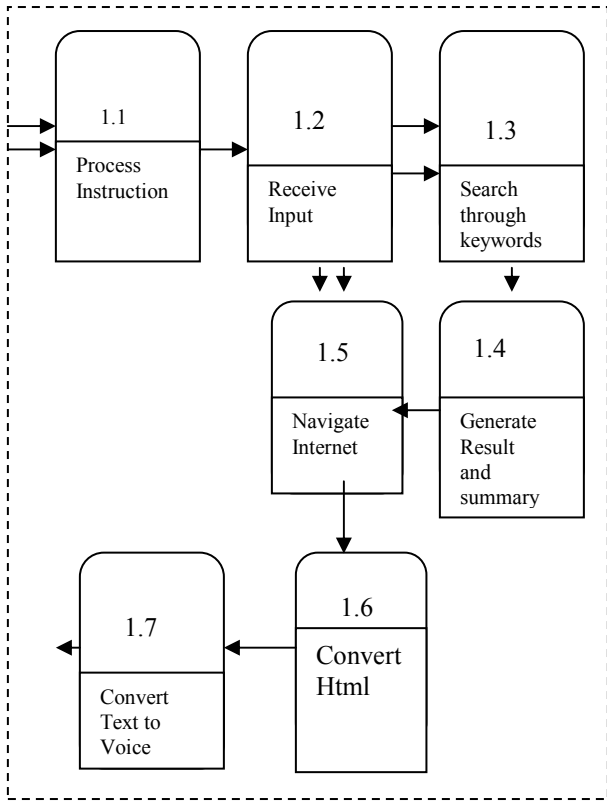 1.1
Process
Instruction
1.2
Receive
Input
1.3
Search
through
keywords
1.5
Navigate
Internet
1.4
Generate
Result
and
summary
1.7
Convert
Text to
Voice
1.6
Convert
Html